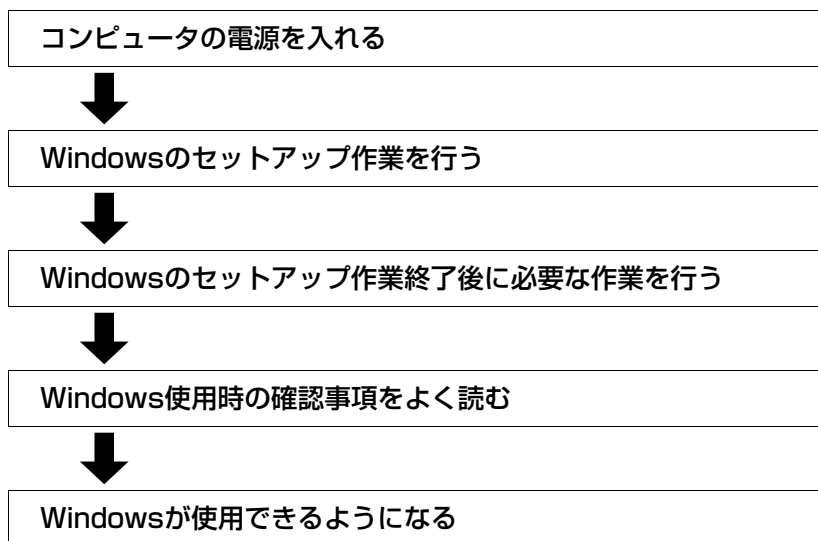 コンピュータの電源を入れる
Windowsのセットアップ作業を行う
Windowsのセットアップ作業終了後に必要な作業を行う
Windows使用時の確認事項をよく読む
Windowsが使用できるようになる